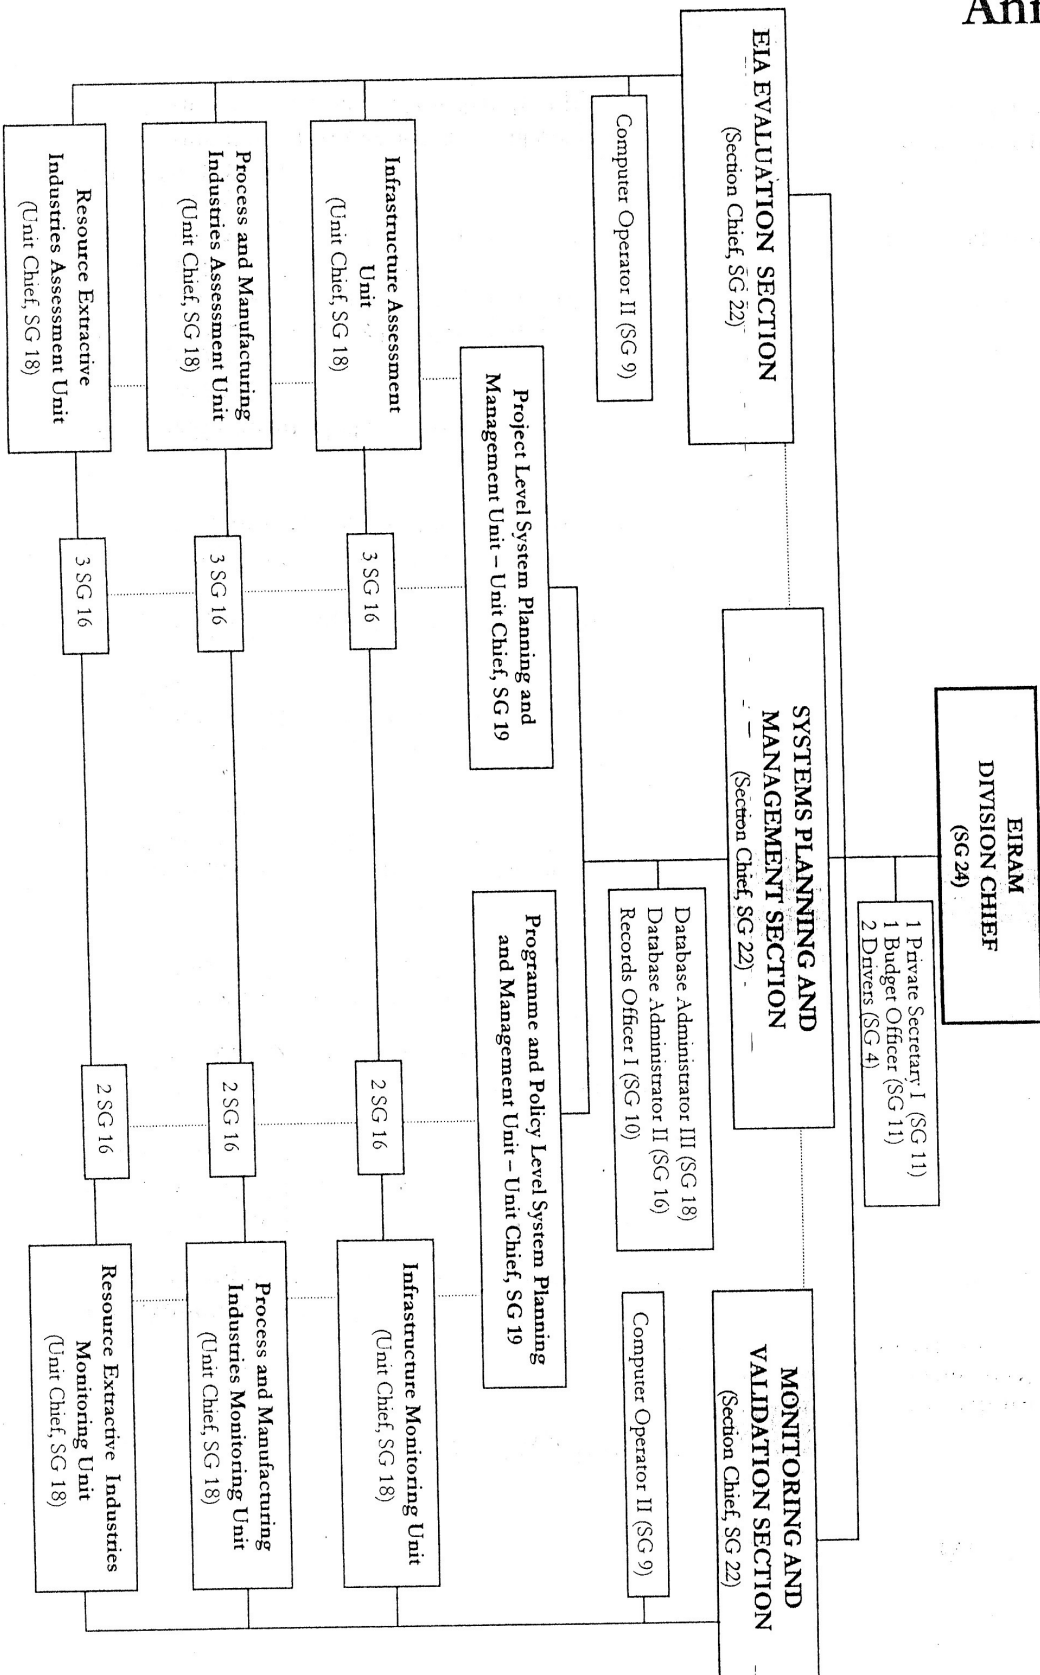 Ann
EIRAM
DIVISION CHIEF
(SG 24)
1 Private Secretary I (SG 11)
1 Budget Officer (SG 11)
2 Drivers (SG 4)
EIA EVALUATION SECTION
(Section Chief, SG 22)
SYSTEMS PLANNING AND
MANAGEMENT SECTION
(Section Chief, SG 22)
MONITORING AND
VALIDATION SECTION
(Section Chief, SG 22)
Computer Operator II (SG 9)
Database Administrator III (SG 18)
Database Administrator II (SG 16)
Records Officer I (SG 10)
Computer Operator II (SG 9)
Project Level System Planning and
Management Unit – Unit Chief, SG 19
Programme and Policy Level System Planning
and Management Unit – Unit Chief, SG 19
Infrastructure Assessment
Unit
(Unit Chief, SG 18)
3 SG 16
2 SG 16
Infrastructure Monitoring Unit
(Unit Chief, SG 18)
Process and Manufacturing
Industries Assessment Unit
(Unit Chief, SG 18)
3 SG 16
2 SG 16
Process and Manufacturing
Industries Monitoring Unit
(Unit Chief, SG 18)
Resource Extractive
Industries Assessment Unit
(Unit Chief, SG 18)
3 SG 16
2 SG 16
Resource Extractive Industries
Monitoring Unit
(Unit Chief, SG 18)